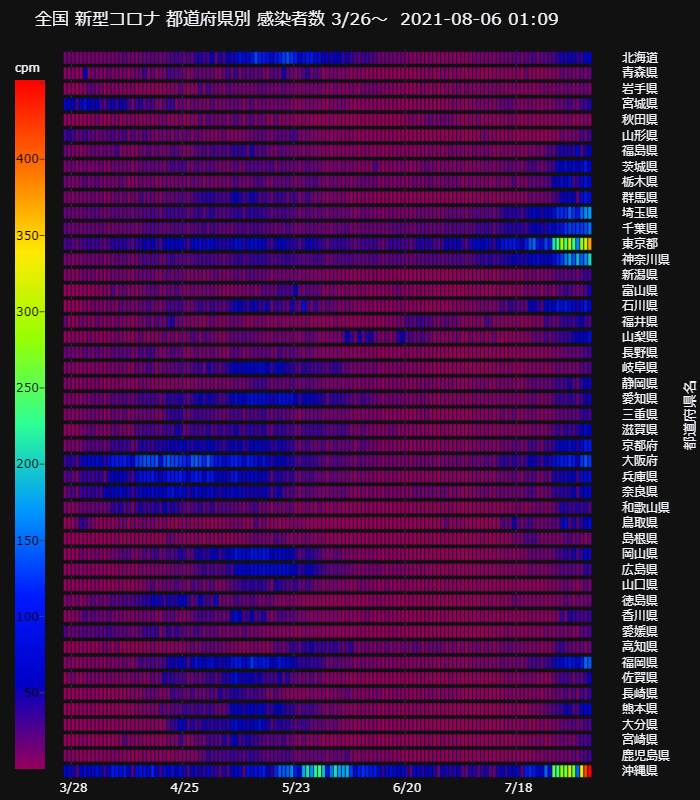 全国 新型コロナ 都道府県別 感染者数 3/26～ 2021-08-06 01:09
cpm
400
350
300
250
200
150
100
50
北海道
青森県
岩手県
宮城県
秋田県
山形県
福島県
茨城県
栃木県
群馬県
埼玉県
千葉県
東京都
神奈川県
新潟県
富山県
石川県
福井県
山梨県
長野県
岐阜県
静岡県
愛知県
三重県
滋賀県
京都府
大阪府
兵庫県
奈良県
和歌山県
鳥取県
島根県
岡山県
広島県
山口県
徳島県
香川県
愛媛県
高知県
福岡県
佐賀県
長崎県
熊本県
大分県
宮崎県
鹿児島県
沖縄県
都道府県名
3/28 4/25 5/23 6/20 7/18